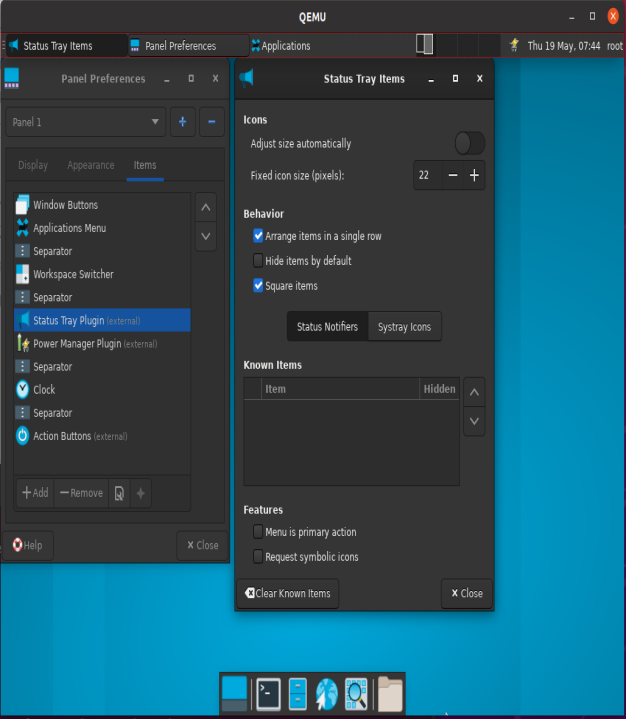 QEMU
Status Tray Items
Panel Preferences
Applications
Thu 19 May, 07:44 root
Panel Preferences
Panel 1
Display Appearance Items
Window Buttons
Applications Menu
Separator
Workspace Switcher
Separator
Status Tray Plugin (external)
Power Manager Plugin (external)
Separator
Clock
Separator
Action Buttons (external)
Add Remove
Help Close
Status Tray Items
Icons
Adjust size automatically
Fixed icon size (pixels): 22
Behavior
Arrange items in a single row
Hide items by default
Square items
Status Notifiers Systray Icons
Known Items
Item Hidden
Features
Menu is primary action
Request symbolic icons
Clear Known Items Close